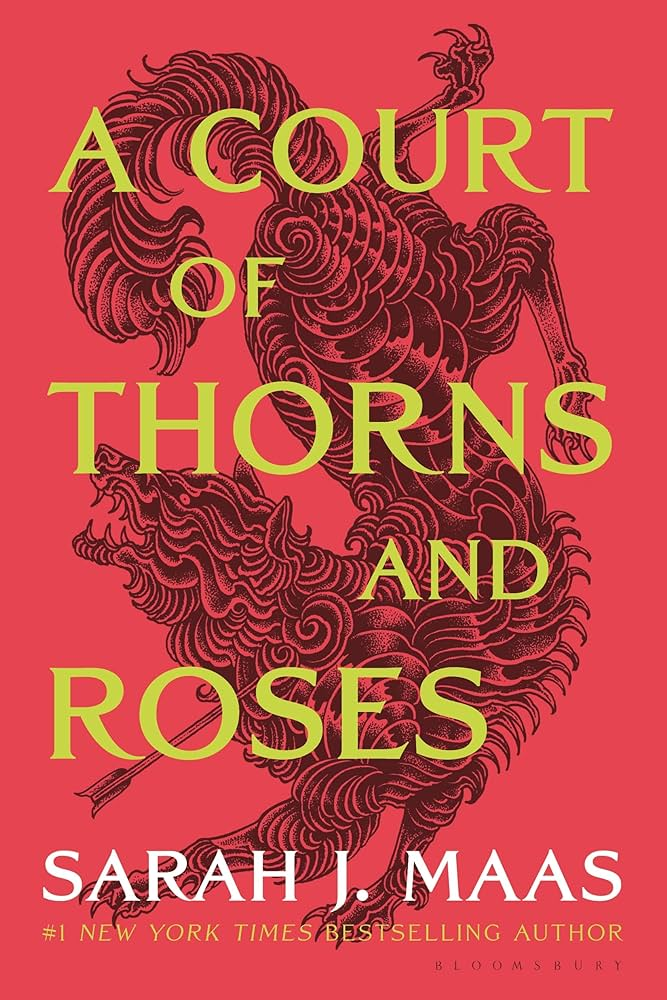 A COURT
OF
THORNS
AND
ROSES
SARAH J. MAAS
#1 NEW YORK TIMES BESTSELLING AUTHOR
BLOOMSBURY